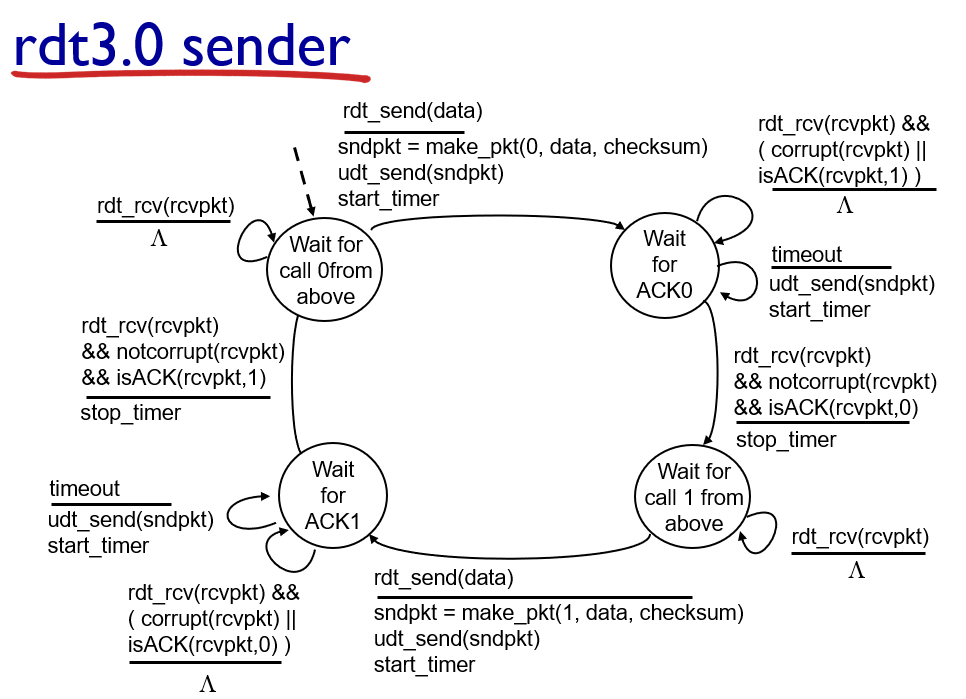 rdt3.0 sender
rdt_send(data)
sndpkt = make_pkt(0, data, checksum)
udt_send(sndpkt)
start_timer
rdt_rcv(rcvpkt) &&
( corrupt(rcvpkt) ||
isACK(rcvpkt,1) )
Λ
rdt_rcv(rcvpkt)
Λ
Wait for
call 0from
above
Wait
for
ACK0
timeout
udt_send(sndpkt)
start_timer
rdt_rcv(rcvpkt)
&& notcorrupt(rcvpkt)
&& isACK(rcvpkt,1)
stop_timer
rdt_rcv(rcvpkt)
&& notcorrupt(rcvpkt)
&& isACK(rcvpkt,0)
stop_timer
Wait
for
ACK1
Wait for
call 1 from
above
timeout
udt_send(sndpkt)
start_timer
rdt_rcv(rcvpkt)
Λ
rdt_rcv(rcvpkt) &&
( corrupt(rcvpkt) ||
isACK(rcvpkt,0) )
Λ
rdt_send(data)
sndpkt = make_pkt(1, data, checksum)
udt_send(sndpkt)
start_timer